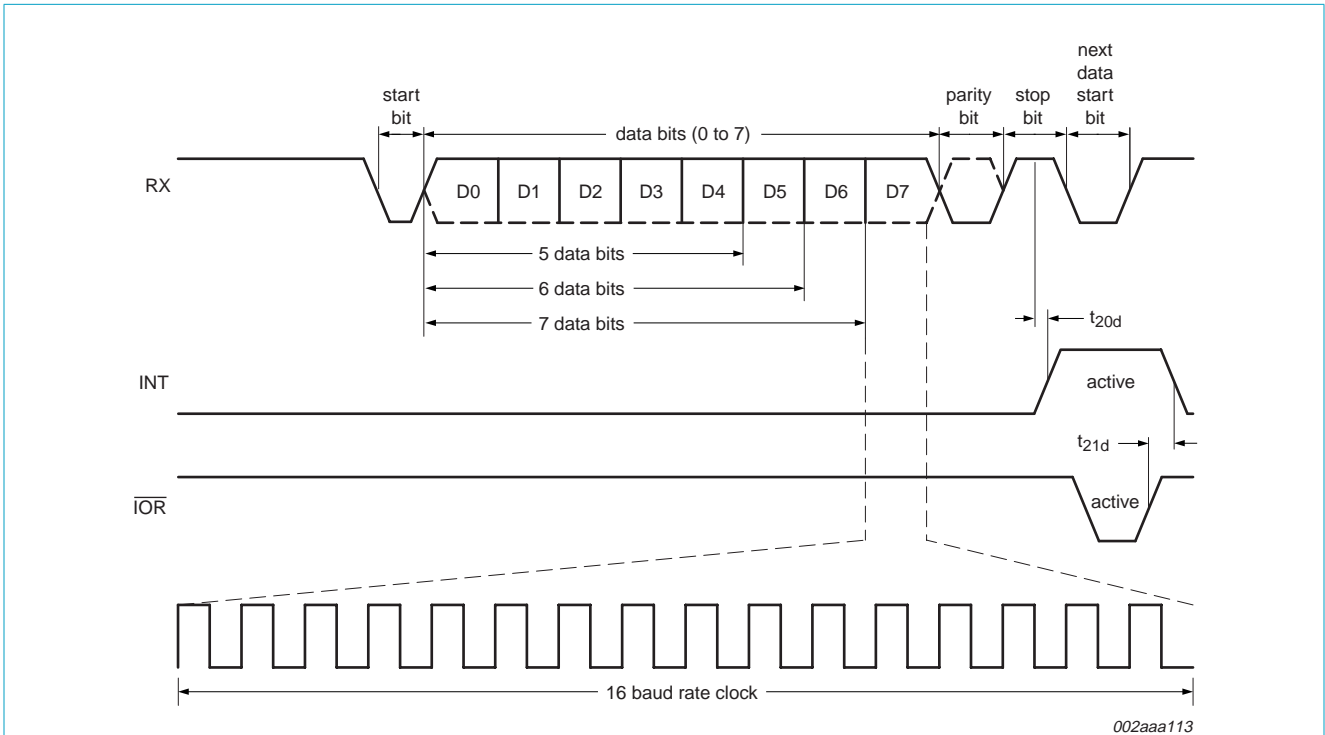 next
data
start
bit
start
bit
parity
bit
stop
bit
data bits (0 to 7)
RX
D0 D1 D2 D3 D4 D5 D6 D7
5 data bits
6 data bits
7 data bits
t20d
INT
active
t21d
IOR
active
16 baud rate clock
002aaa113